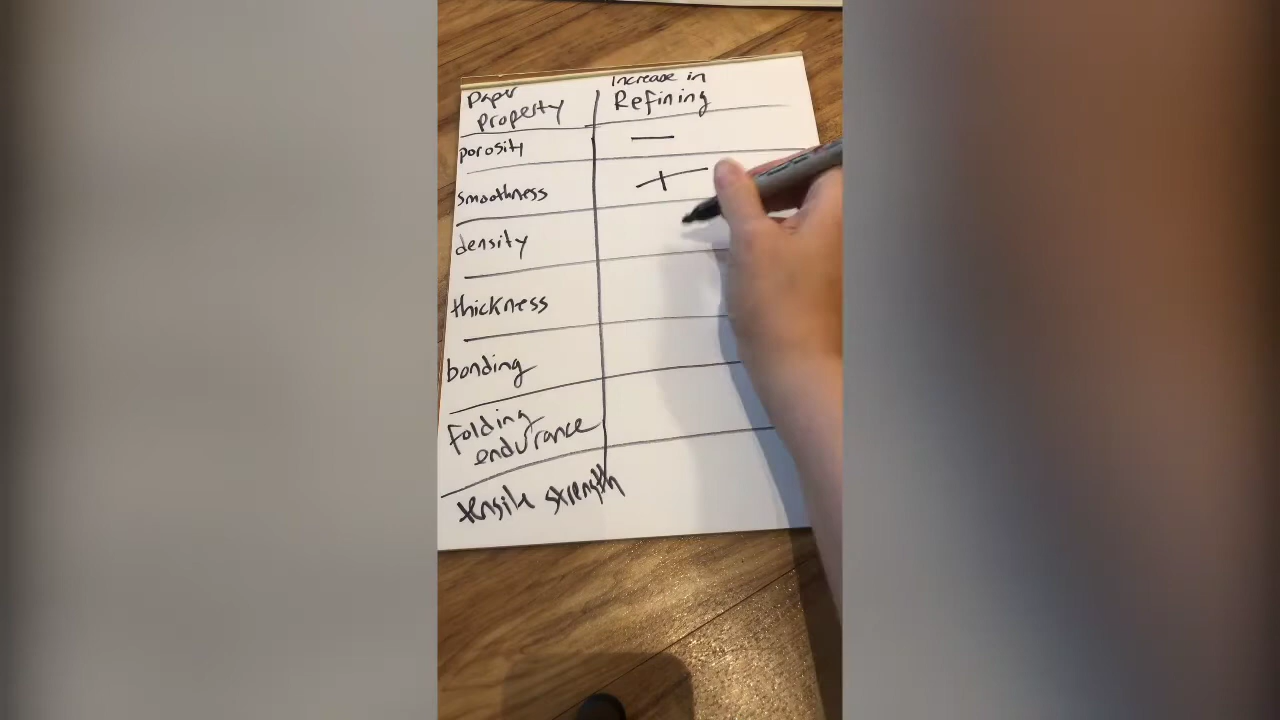 Paper Property
Increase in Refining
porosity —
smoothness +
density
thickness
bonding
folding endurance
tensile strength